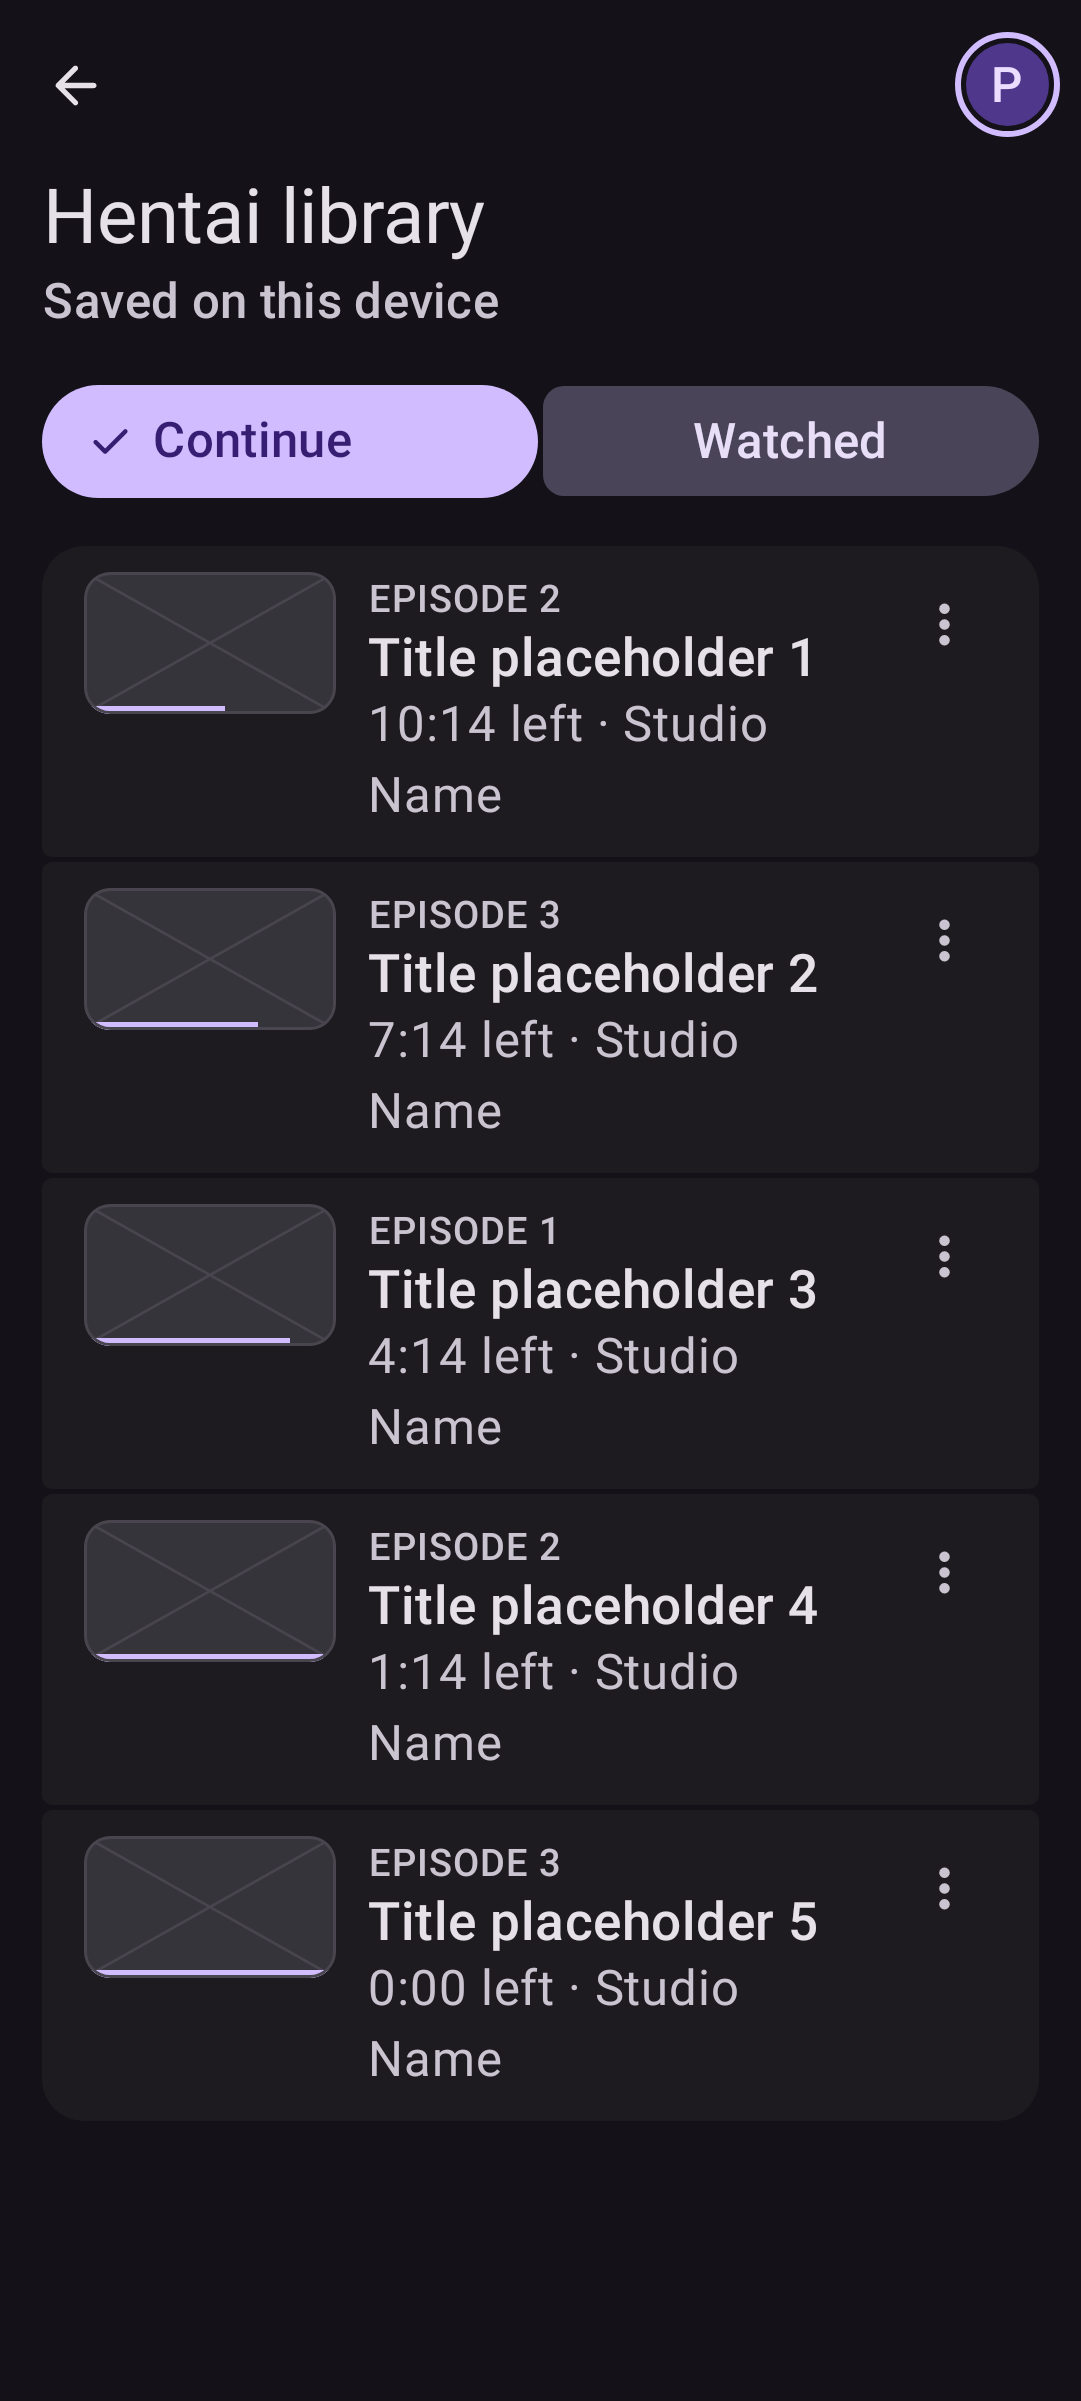 P
Hentai library
Saved on this device
Continue
Watched
EPISODE 2
Title placeholder 1
10:14 left · Studio
Name
EPISODE 3
Title placeholder 2
7:14 left · Studio
Name
EPISODE 1
Title placeholder 3
4:14 left · Studio
Name
EPISODE 2
Title placeholder 4
1:14 left · Studio
Name
EPISODE 3
Title placeholder 5
0:00 left · Studio
Name